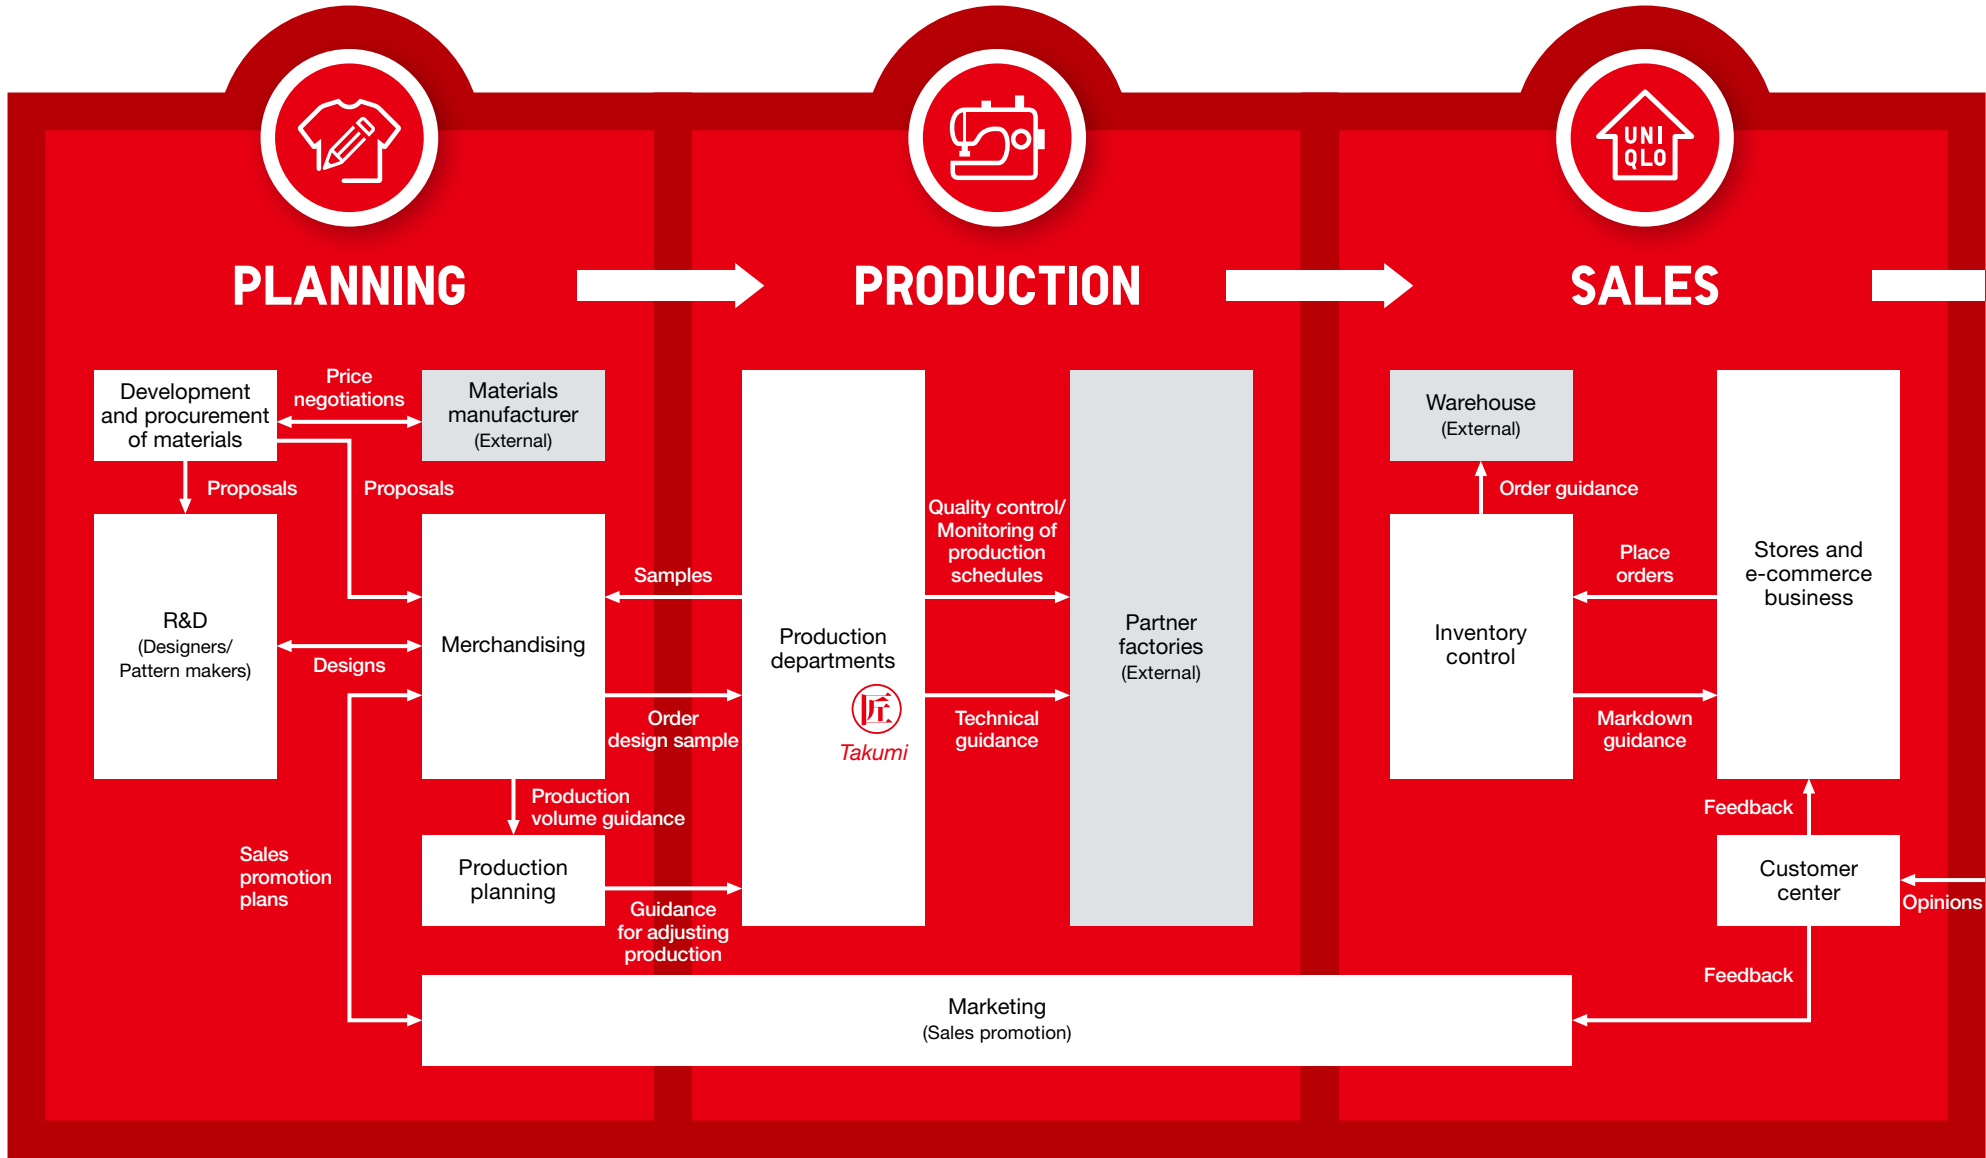 UNI
QLO
PLANNING
PRODUCTION
SALES
Development
and procurement
of materials
Price
negotiations
Materials
manufacturer
(External)
Proposals
Proposals
R&D
(Designers/
Pattern makers)
Designs
Merchandising
Samples
Order
design sample
Production
volume guidance
Production
planning
Guidance
for adjusting
production
Sales
promotion
plans
Production
departments
匠
Takumi
Quality control/
Monitoring of
production
schedules
Technical
guidance
Partner
factories
(External)
Warehouse
(External)
Order guidance
Inventory
control
Place
orders
Markdown
guidance
Stores and
e-commerce
business
Feedback
Customer
center
Opinions
Feedback
Marketing
(Sales promotion)